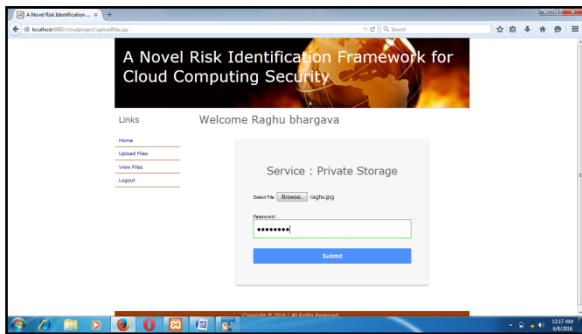 A Novel Risk Identification ...
localhost:8080/cloudproject/uploadfiles.jsp
Search
A Novel Risk Identification Framework for
Cloud Computing Security
Links
Welcome Raghu bhargava
Home
Upload Files
View Files
Logout
Service : Private Storage
Select File: Browse.. raghu.jpg
Password :
Submit
Copyright © 2016 | All Rights Reserved
12:17 AM
6/8/2016